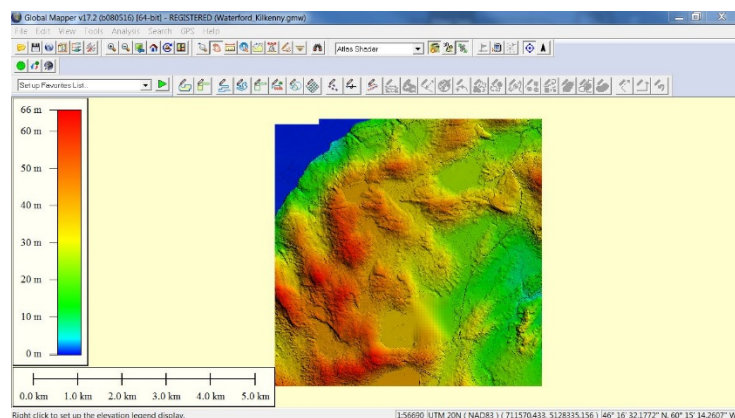 Global Mapper v17.2 (b080516) [64-bit] - REGISTERED (Waterford_Kilkenny.gmw)
File Edit View Tools Analysis Search GPS Help
Atlas Shader
Setup Favorites List...
66 m
60 m
50 m
40 m
30 m
20 m
10 m
0 m
0.0 km 1.0 km 2.0 km 3.0 km 4.0 km 5.0 km
Right click to set up the elevation legend display.
1:56690 UTM 20N ( NAD83 ) ( 711570.433, 5128335.156 ) 46° 16' 32.1772" N, 60° 15' 14.2607" W